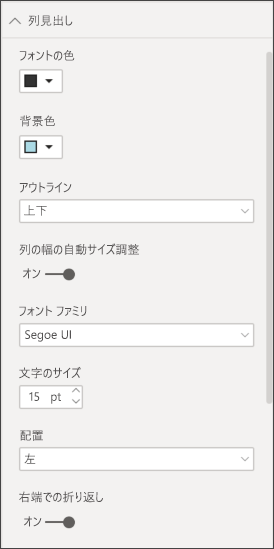 列見出し
フォントの色
背景色
アウトライン
上下
列の幅の自動サイズ調整
オン
フォント ファミリ
Segoe UI
文字のサイズ
15 pt
配置
左
右端での折り返し
オン